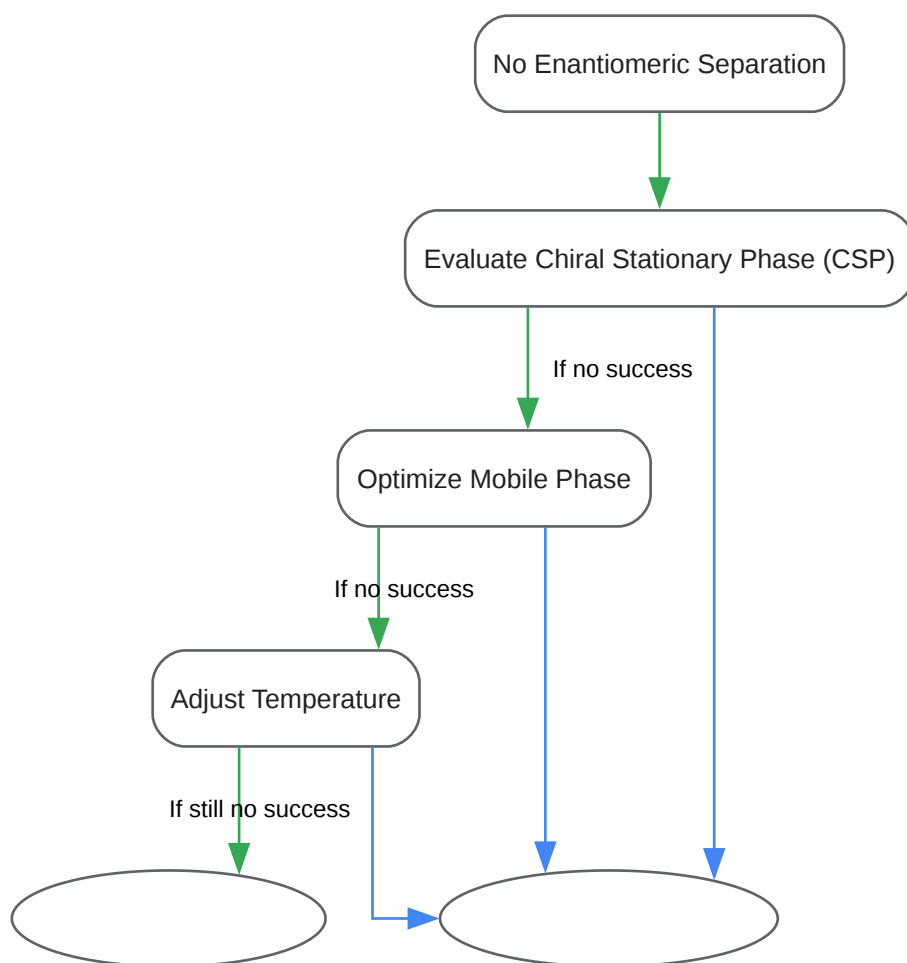 No Enantiomeric Separation
Evaluate Chiral Stationary Phase (CSP)
If no success
Optimize Mobile Phase
If no success
Adjust Temperature
If still no success